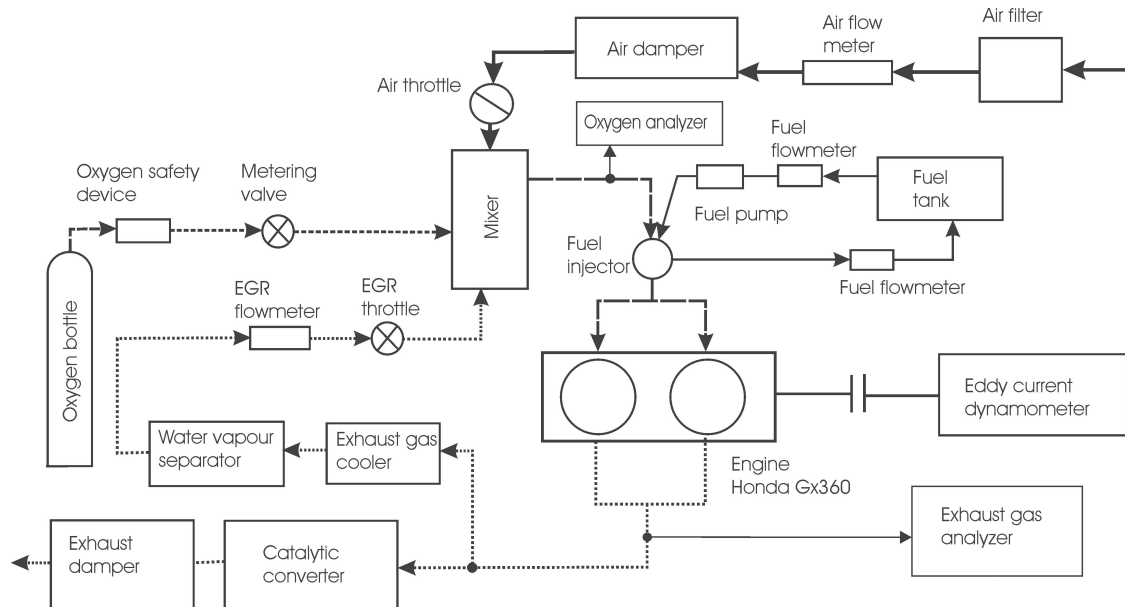 Air filter
Air flow
meter
Air damper
Air throttle
Oxygen analyzer
Fuel
flowmeter
Fuel
tank
Oxygen safety
device
Metering
valve
Mixer
Fuel pump
Fuel
injector
Fuel flowmeter
EGR
flowmeter
EGR
throttle
Oxygen bottle
Eddy current
dynamometer
Water vapour
separator
Exhaust gas
cooler
Engine
Honda Gx360
Exhaust gas
analyzer
Exhaust
damper
Catalytic
converter